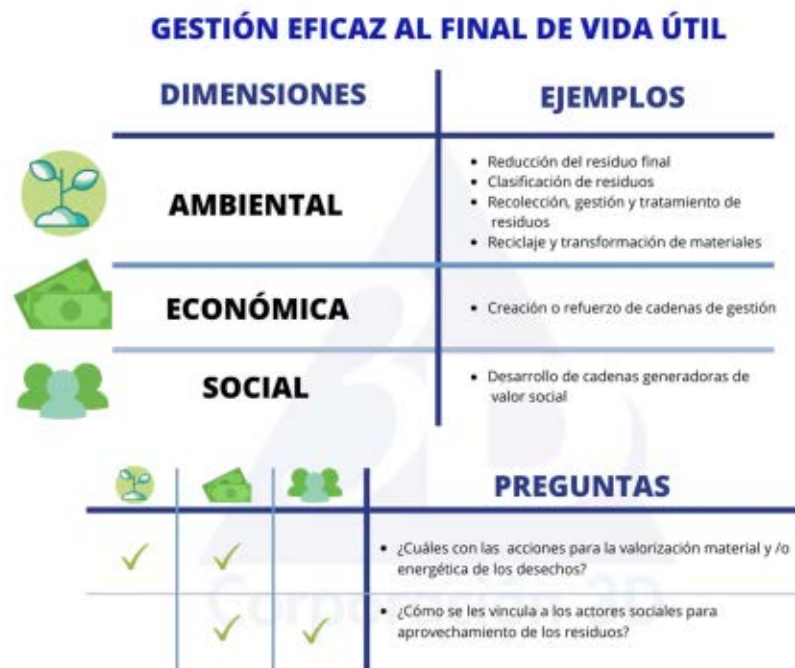 GESTIÓN EFICAZ AL FINAL DE VIDA ÚTIL
DIMENSIONES
EJEMPLOS
AMBIENTAL
• Reducción del residuo final
• Clasificación de residuos
• Recolección, gestión y tratamiento de
residuos
• Reciclaje y transformación de materiales
ECONÓMICA
• Creación o refuerzo de cadenas de gestión
SOCIAL
• Desarrollo de cadenas generadoras de
valor social
PREGUNTAS
• ¿Cuáles con las acciones para la valorización material y /o
energética de los desechos?
• ¿Cómo se les vincula a los actores sociales para
aprovechamiento de los residuos?
3D
Corporación 3D